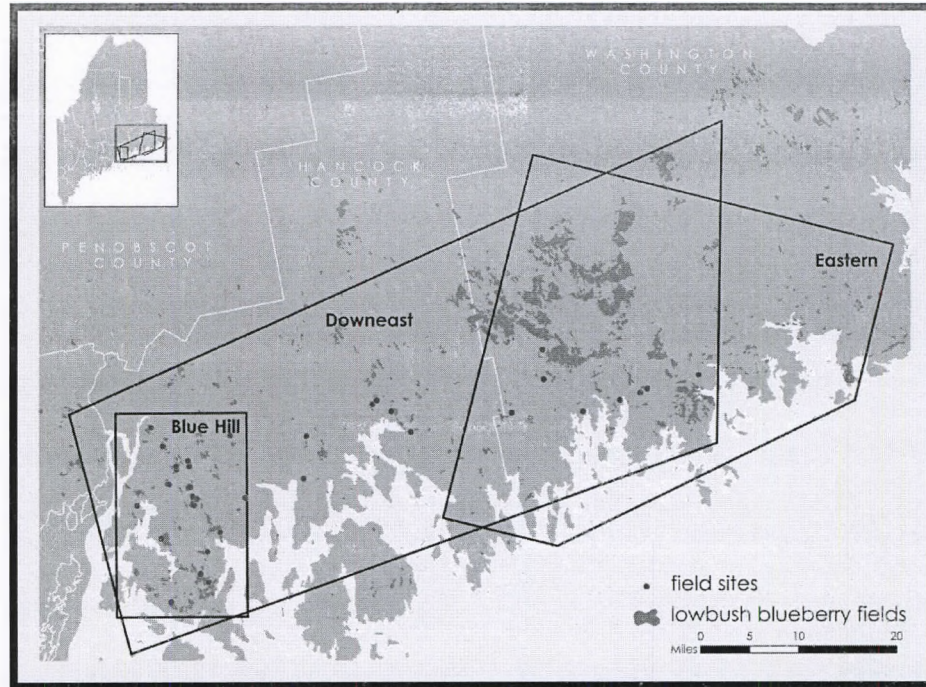 WASHINGTON
COUNTY
HANCOCK
COUNTY
PENOBSCOT
COUNTY
Eastern
Downeast
Blue Hill
field sites
lowbush blueberry fields
0 5 10 20
Miles